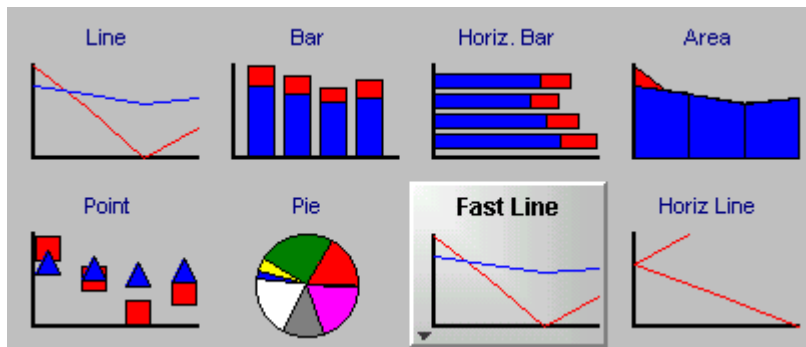 Line
Bar
Horiz. Bar
Area
Point
Pie
Fast Line
Horiz Line